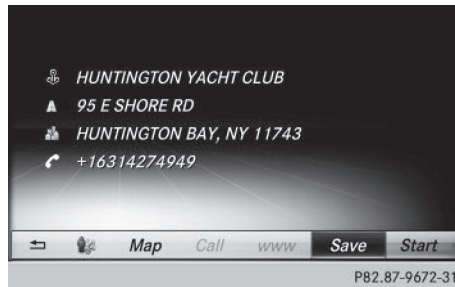 HUNTINGTON YACHT CLUB
95 E SHORE RD
HUNTINGTON BAY, NY 11743
+16314274949
Map Call www Save Start
P82.87-9672-31